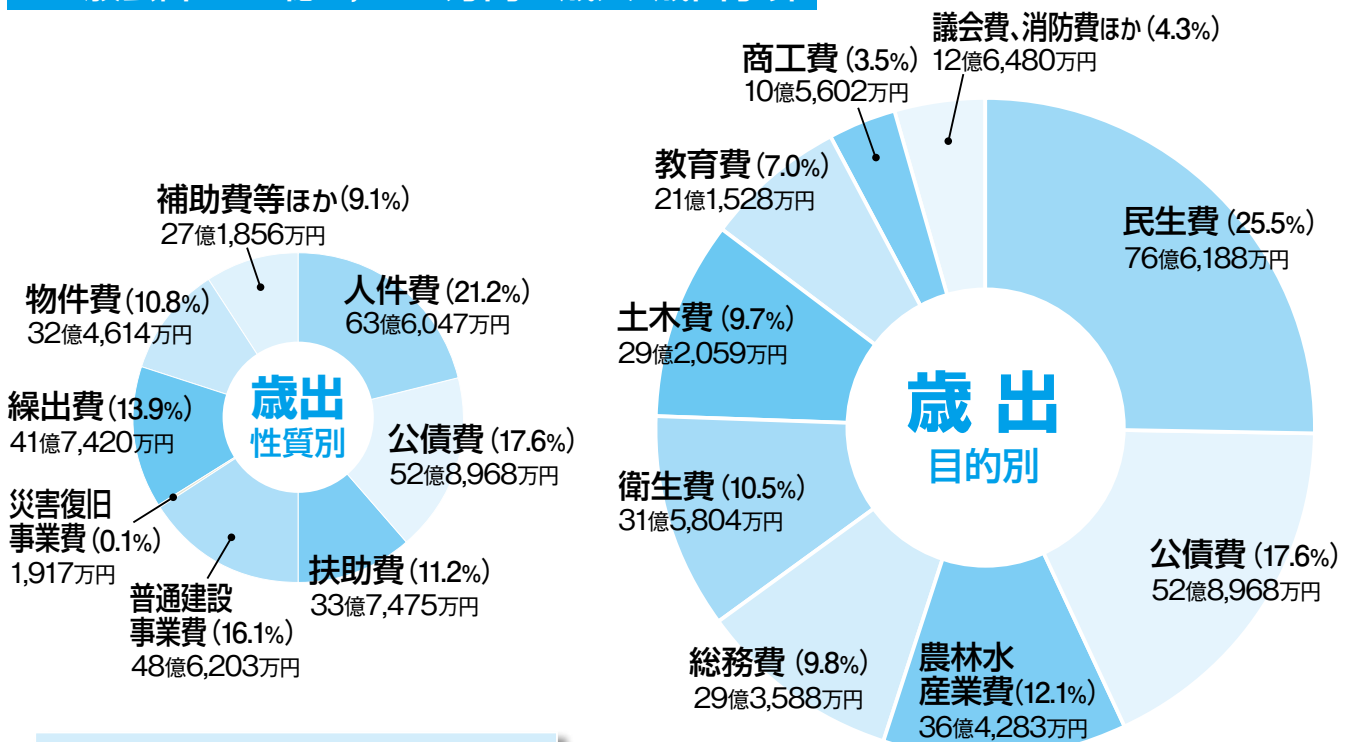 補助費等ほか(9.1%)
27億1,856万円
人件費(21.2%)
63億6,047万円
公債費(17.6%)
52億8,968万円
扶助費(11.2%)
33億7,475万円
普通建設
事業費(16.1%)
48億6,203万円
災害復旧
事業費(0.1%)
1,917万円
繰出費(13.9%)
41億7,420万円
物件費(10.8%)
32億4,614万円
歳出
性質別
議会費、消防費ほか(4.3%)
12億6,480万円
商工費(3.5%)
10億5,602万円
教育費(7.0%)
21億1,528万円
土木費(9.7%)
29億2,059万円
衛生費(10.5%)
31億5,804万円
総務費(9.8%)
29億3,588万円
農林水
産業費(12.1%)
36億4,283万円
公債費(17.6%)
52億8,968万円
民生費(25.5%)
76億6,188万円
歳出
目的別